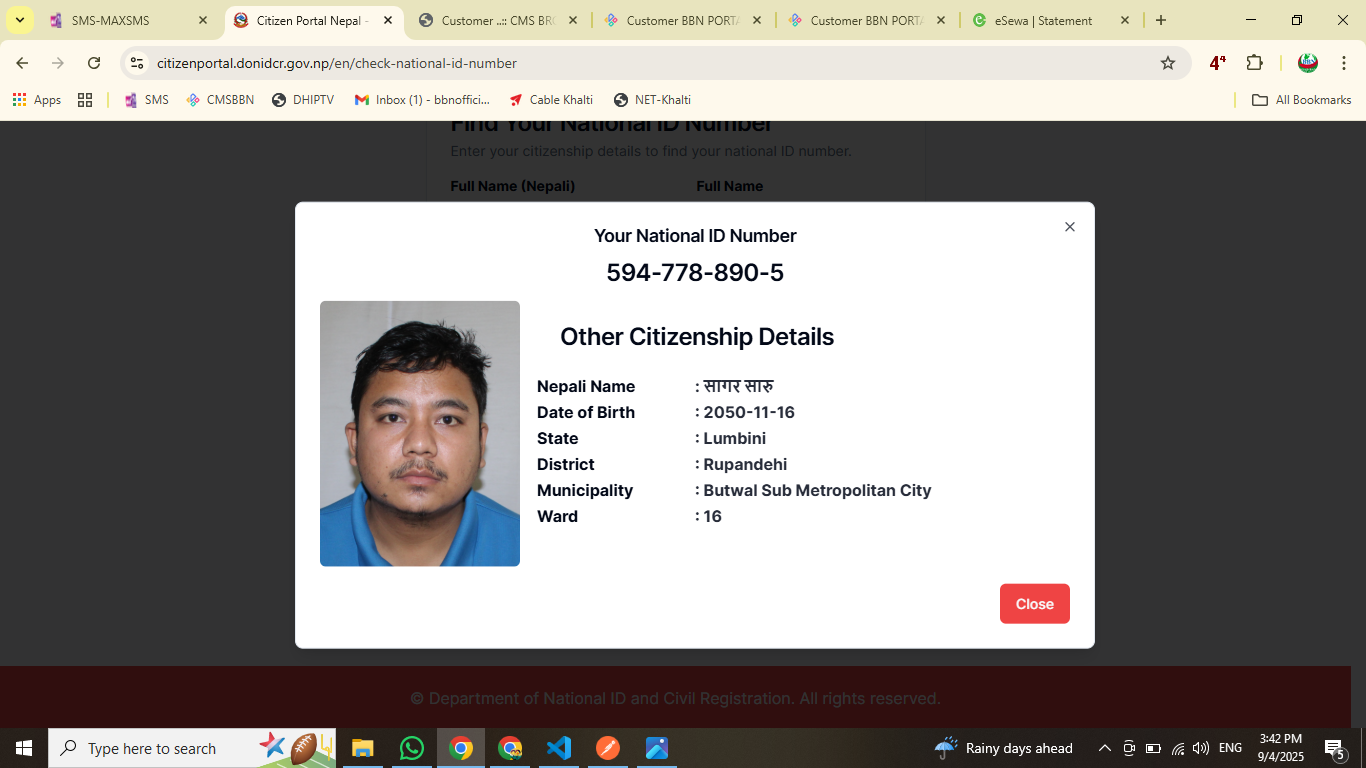 SMS-MAXSMS
Citizen Portal Nepal -
Customer ..:: CMS BRO
Customer BBN PORTA
Customer BBN PORTA
eSewa | Statement
citizenportal.donidcr.gov.np/en/check-national-id-number
4⁴
Apps
SMS
CMSBBN
DHIPTV
Inbox (1) - bbnoffici...
Cable Khalti
NET-Khalti
All Bookmarks
Find Your National ID Number
Enter your citizenship details to find your national ID number.
Full Name (Nepali) Full Name
Your National ID Number
594-778-890-5
Other Citizenship Details
Nepali Name : सागर सारु
Date of Birth : 2050-11-16
State : Lumbini
District : Rupandehi
Municipality : Butwal Sub Metropolitan City
Ward : 16
Close
© Department of National ID and Civil Registration. All rights reserved.
Type here to search
Rainy days ahead
ENG
3:42 PM
9/4/2025
5